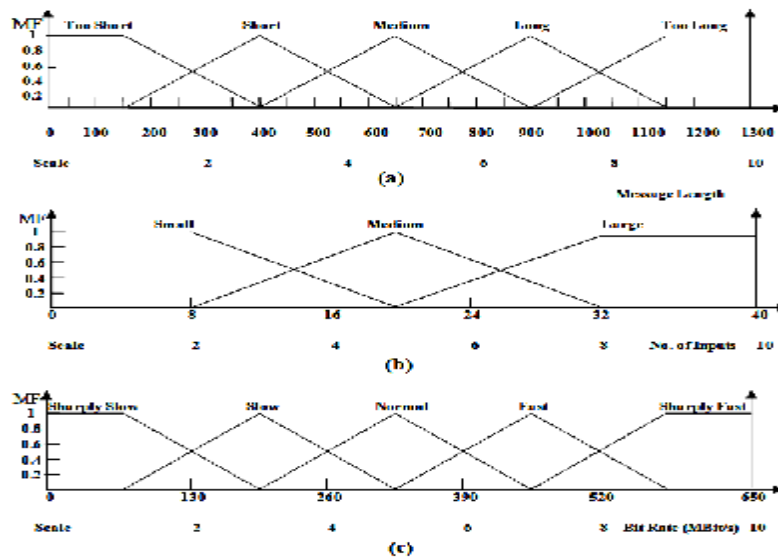 MF Too Short Short Medium Long Too Long
1
0.8
0.6
0.4
0.2
0 100 200 300 400 500 600 700 800 900 1000 1100 1200 1300
Scale 2 4 6 8 10
(a)
Message Length
MF Small Medium Large
1
0.8
0.6
0.4
0.2
8 16 24 32 40
Scale 2 4 6 8 No. of Inputs 10
(b)
MF Sharply Slow Slow Normal Fast Sharply Fast
1
0.8
0.6
0.4
0.2
0 130 260 390 520 650
Scale 2 4 6 8 Bit Rate (MBit/s) 10
(c)